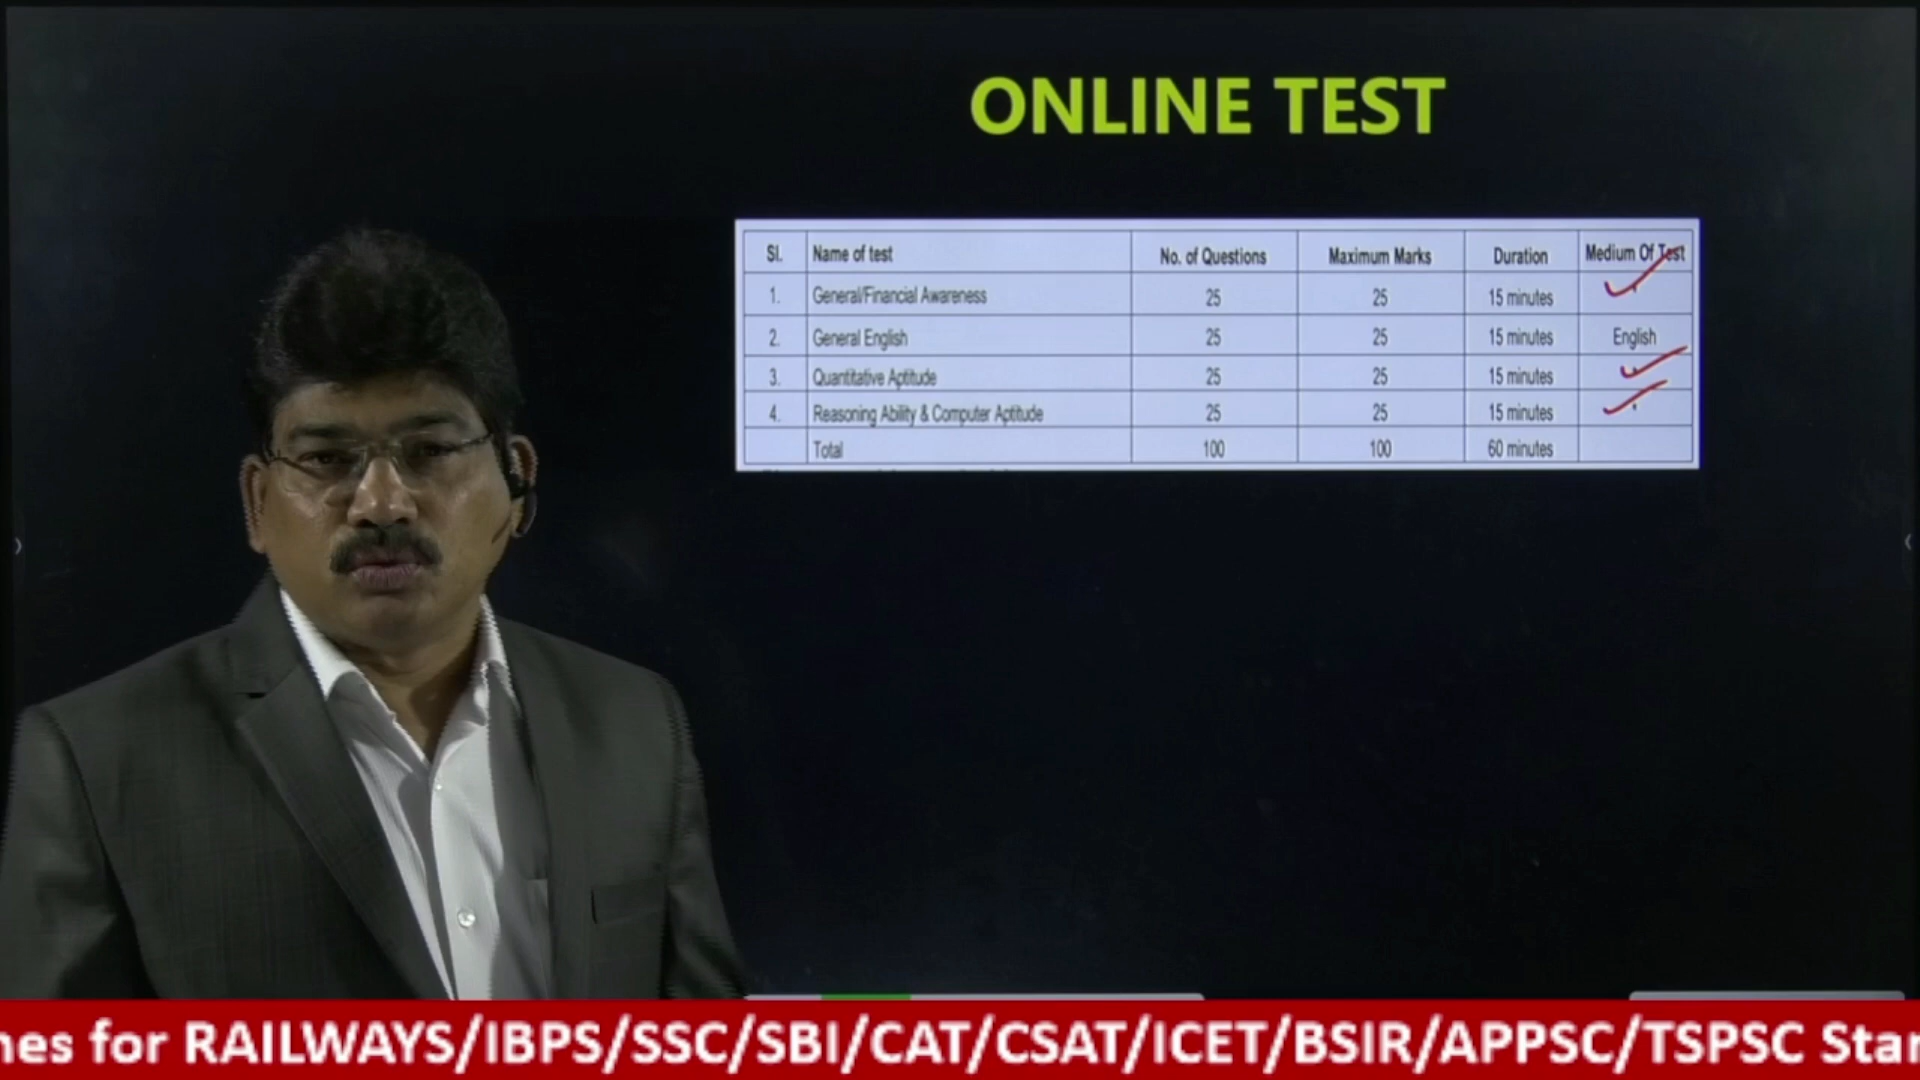 ONLINE TEST
Sl. Name of test No. of Questions Maximum Marks Duration Medium Of Test
1. General/Financial Awareness 25 25 15 minutes
2. General English 25 25 15 minutes English
3. Quantitative Aptitude 25 25 15 minutes
4. Reasoning Ability & Computer Aptitude 25 25 15 minutes
Total 100 100 60 minutes
for RAILWAYS/IBPS/SSC/SBI/CAT/CSAT/ICET/BSIR/APPSC/TSPSC